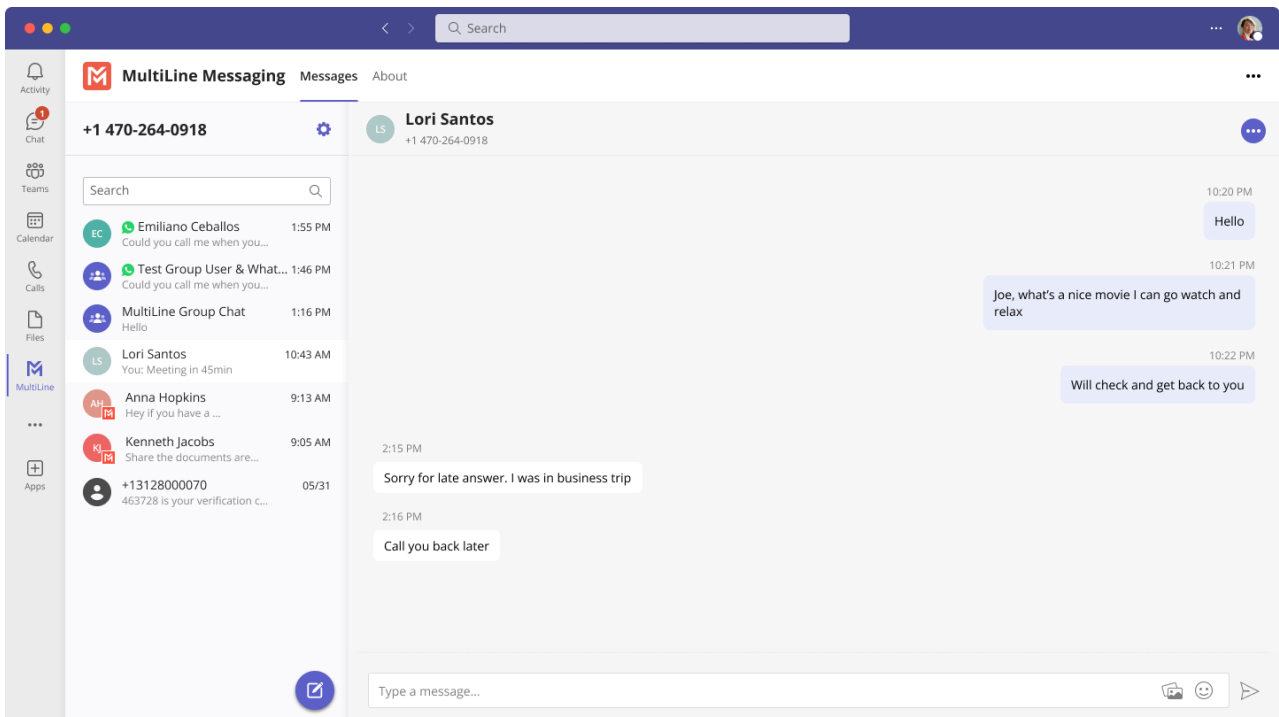 Search
Activity
1
Chat
Teams
Calendar
Calls
Files
MultiLine
Apps
MultiLine Messaging Messages About
+1 470-264-0918
Search
EC Emiliano Ceballos 1:55 PM
Could you call me when you...
Test Group User & What... 1:46 PM
Could you call me when you...
MultiLine Group Chat 1:16 PM
Hello
LS Lori Santos 10:43 AM
You: Meeting in 45min
AH Anna Hopkins 9:13 AM
Hey if you have a ...
KJ Kenneth Jacobs 9:05 AM
Share the documents are...
+13128000070 05/31
463728 is your verification c...
LS Lori Santos
+1 470-264-0918
10:20 PM
Hello
10:21 PM
Joe, what's a nice movie I can go watch and
relax
10:22 PM
Will check and get back to you
2:15 PM
Sorry for late answer. I was in business trip
2:16 PM
Call you back later
Type a message...